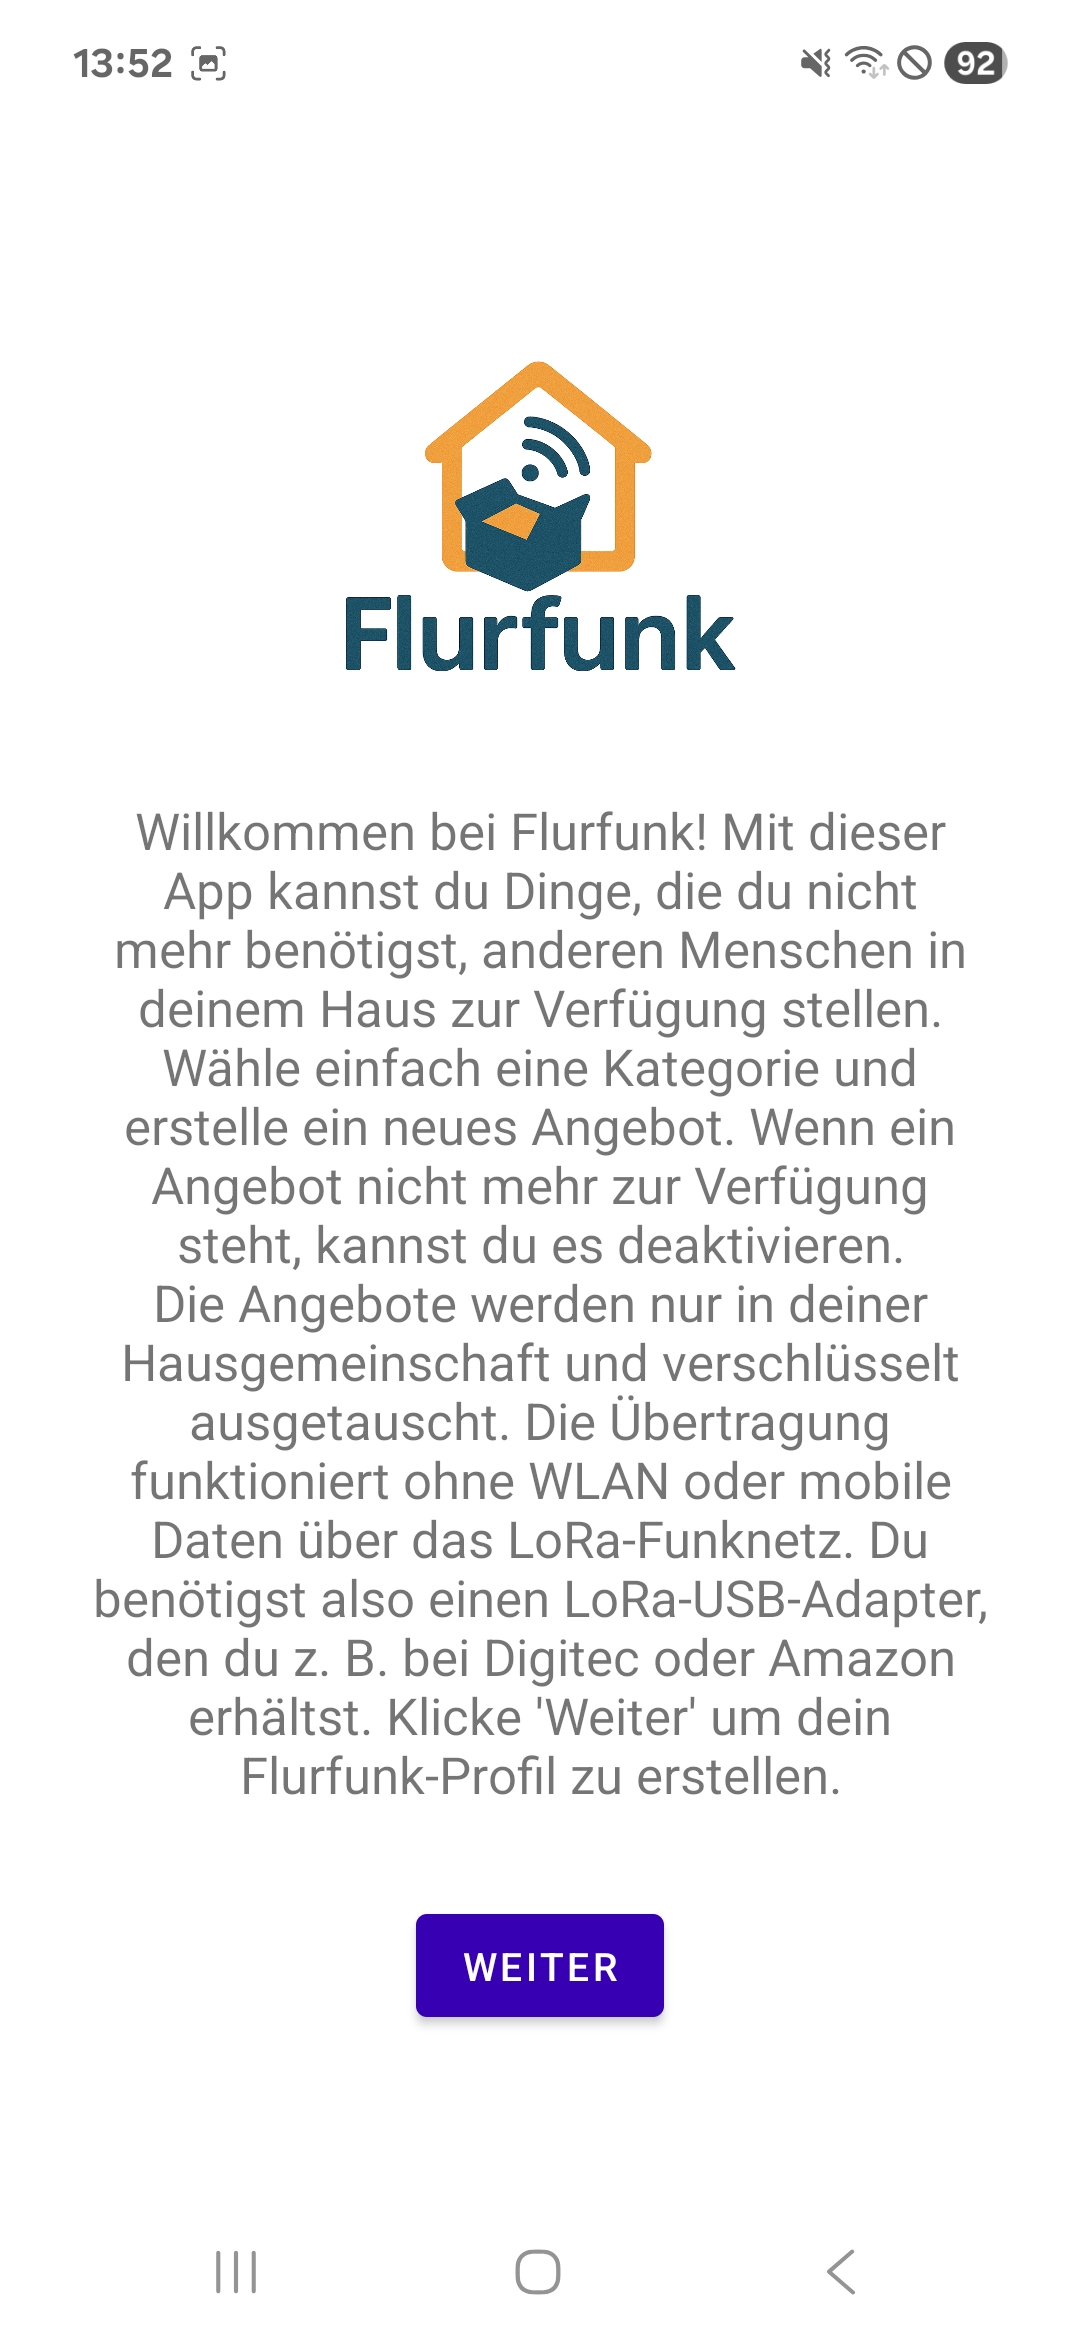 13:52
92
Flurfunk
Willkommen bei Flurfunk! Mit dieser
App kannst du Dinge, die du nicht
mehr benötigst, anderen Menschen in
deinem Haus zur Verfügung stellen.
Wähle einfach eine Kategorie und
erstelle ein neues Angebot. Wenn ein
Angebot nicht mehr zur Verfügung
steht, kannst du es deaktivieren.
Die Angebote werden nur in deiner
Hausgemeinschaft und verschlüsselt
ausgetauscht. Die Übertragung
funktioniert ohne WLAN oder mobile
Daten über das LoRa-Funknetz. Du
benötigst also einen LoRa-USB-Adapter,
den du z. B. bei Digitec oder Amazon
erhältst. Klicke 'Weiter' um dein
Flurfunk-Profil zu erstellen.
WEITER